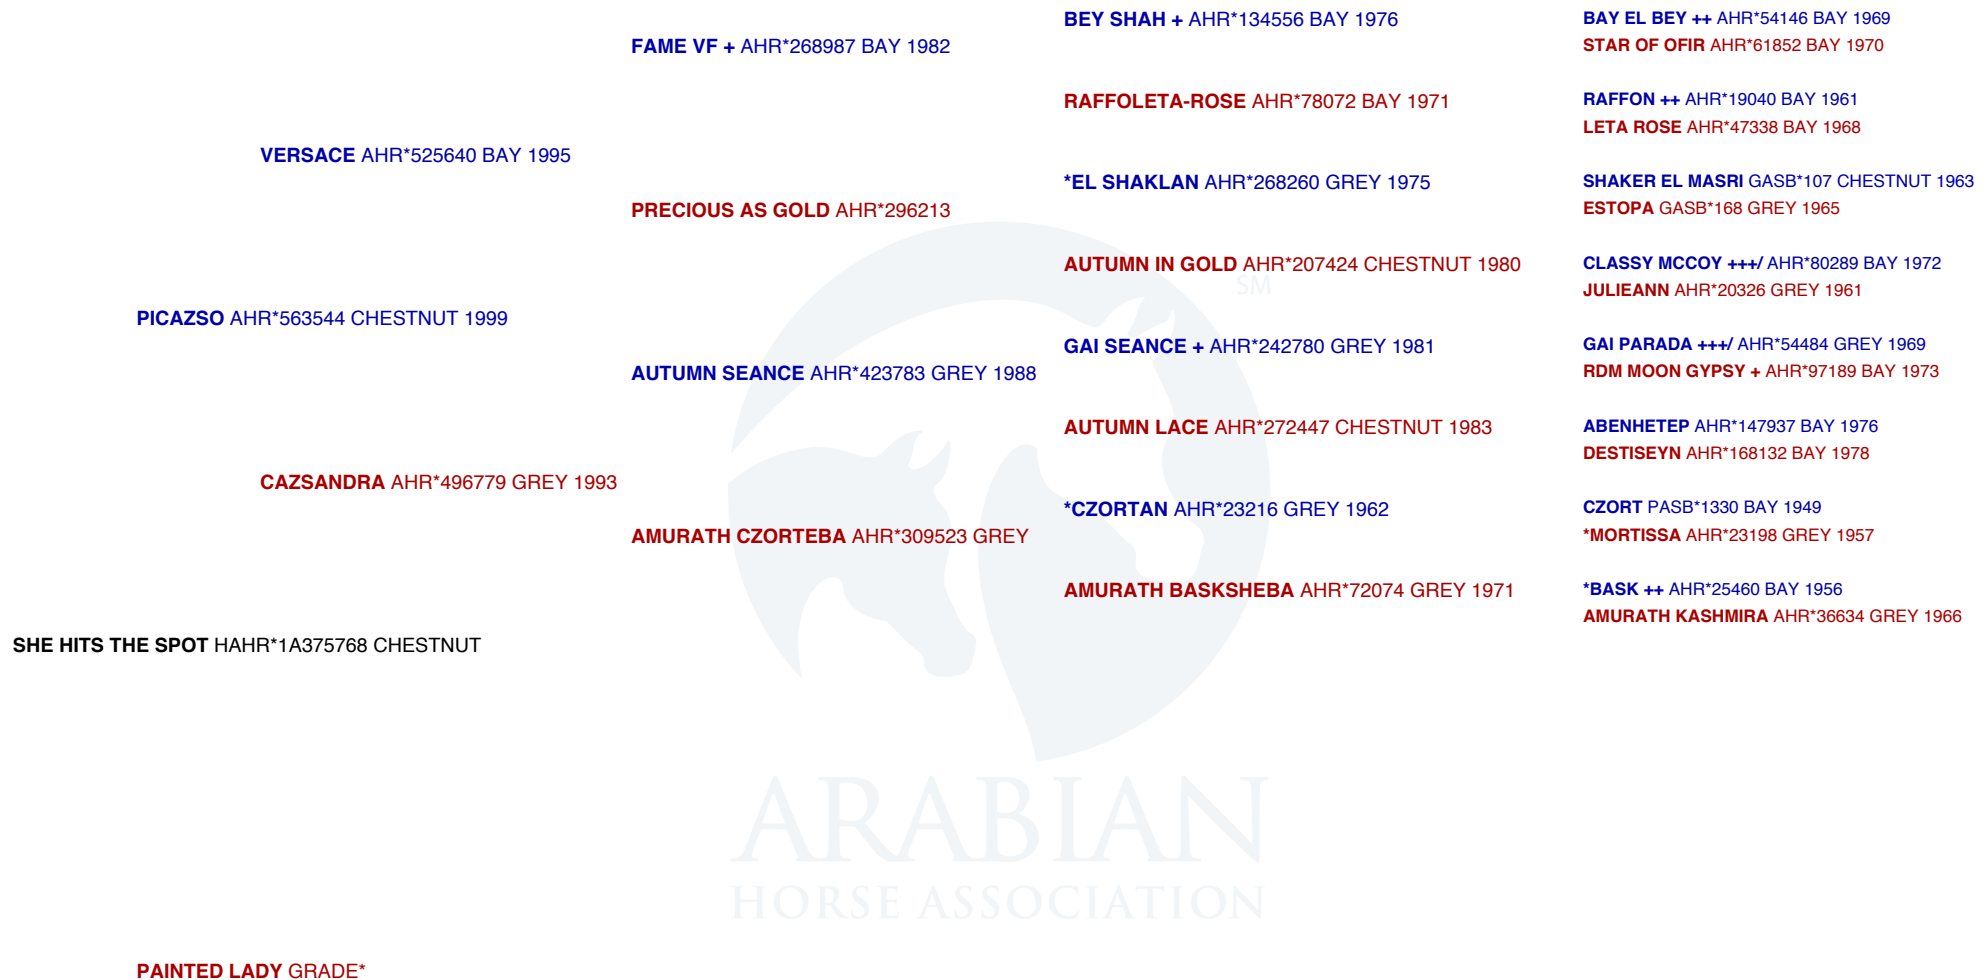 BEY SHAH + AHR*134556 BAY 1976
BAY EL BEY ++ AHR*54146 BAY 1969
FAME VF + AHR*268987 BAY 1982
STAR OF OFIR AHR*61852 BAY 1970
RAFFOLETA-ROSE AHR*78072 BAY 1971
RAFFON ++ AHR*19040 BAY 1961
LETA ROSE AHR*47338 BAY 1968
VERSACE AHR*525640 BAY 1995
*EL SHAKLAN AHR*268260 GREY 1975
SHAKER EL MASRI GASB*107 CHESTNUT 1963
PRECIOUS AS GOLD AHR*296213
ESTOPA GASB*168 GREY 1965
AUTUMN IN GOLD AHR*207424 CHESTNUT 1980
CLASSY MCCOY +++/ AHR*80289 BAY 1972
SM
JULIEANN AHR*20326 GREY 1961
PICAZSO AHR*563544 CHESTNUT 1999
GAI SEANCE + AHR*242780 GREY 1981
GAI PARADA +++/ AHR*54484 GREY 1969
AUTUMN SEANCE AHR*423783 GREY 1988
RDM MOON GYPSY + AHR*97189 BAY 1973
AUTUMN LACE AHR*272447 CHESTNUT 1983
ABENHETEP AHR*147937 BAY 1976
DESTISEYN AHR*168132 BAY 1978
CAZSANDRA AHR*496779 GREY 1993
*CZORTAN AHR*23216 GREY 1962
CZORT PASB*1330 BAY 1949
AMURATH CZORTEBA AHR*309523 GREY
*MORTISSA AHR*23198 GREY 1957
AMURATH BASKSHEBA AHR*72074 GREY 1971
*BASK ++ AHR*25460 BAY 1956
AMURATH KASHMIRA AHR*36634 GREY 1966
SHE HITS THE SPOT HAHR*1A375768 CHESTNUT
ARABIAN
HORSE ASSOCIATION
PAINTED LADY GRADE*